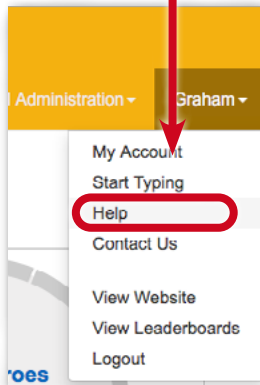 l Administration
Graham
My Account
Start Typing
Help
Contact Us
View Website
View Leaderboards
Logout
roes